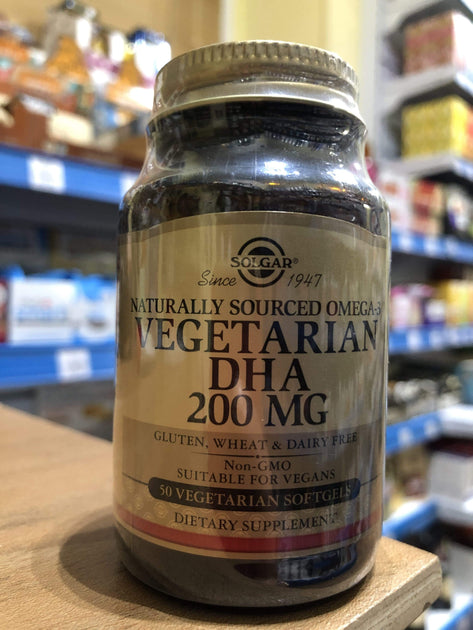 SOLGAR®
Since 1947
NATURALLY SOURCED OMEGA-3
VEGETARIAN
DHA
200 MG
GLUTEN, WHEAT & DAIRY FREE
Non-GMO
SUITABLE FOR VEGANS
50 VEGETARIAN SOFTGELS
DIETARY SUPPLEMENT